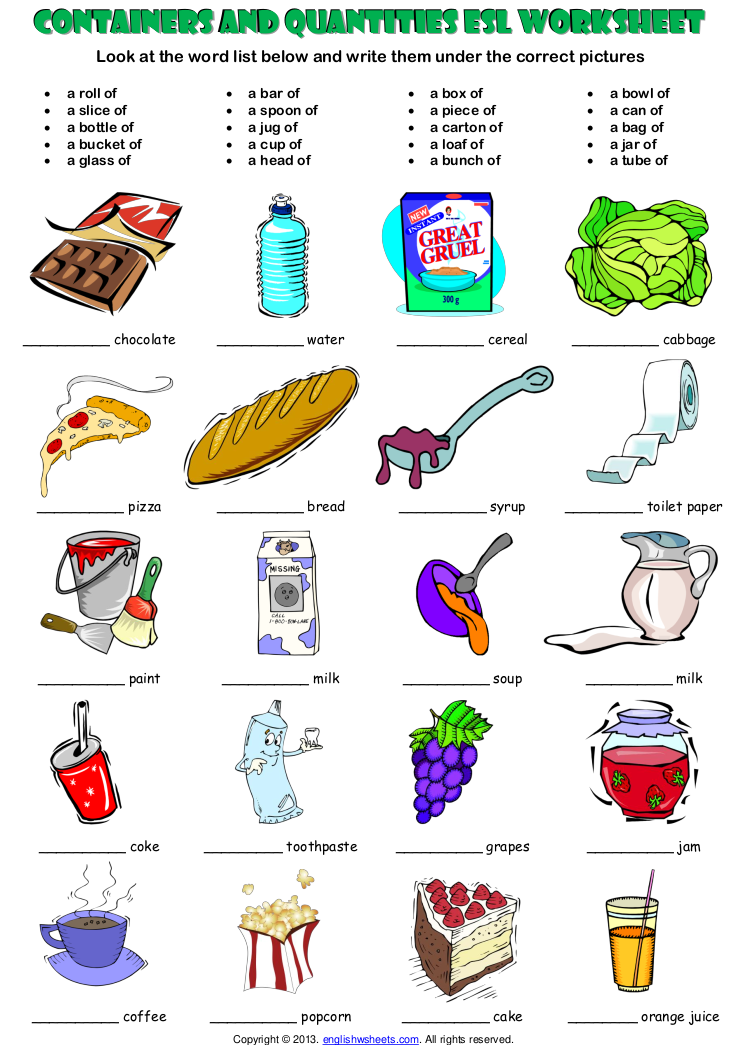 CONTAINERS AND QUANTITIES ESL WORKSHEET
Look at the word list below and write them under the correct pictures
• a roll of
• a slice of
• a bottle of
• a bucket of
• a glass of
• a bar of
• a spoon of
• a jug of
• a cup of
• a head of
• a box of
• a piece of
• a carton of
• a loaf of
• a bunch of
• a bowl of
• a can of
• a bag of
• a jar of
• a tube of
NEW
INSTANT
GREAT
GRUEL
300 g
__________ chocolate
__________ water
__________ cereal
__________ cabbage
__________ pizza
__________ bread
__________ syrup
_________ toilet paper
MISSING
CALL
1-800-BOW-LANE
__________ paint
__________ milk
__________ soup
__________ milk
__________ coke
_________ toothpaste
__________ grapes
__________ jam
__________ coffee
__________ popcorn
__________ cake
________ orange juice
Copyright © 2013. englishwsheets.com. All rights reserved.